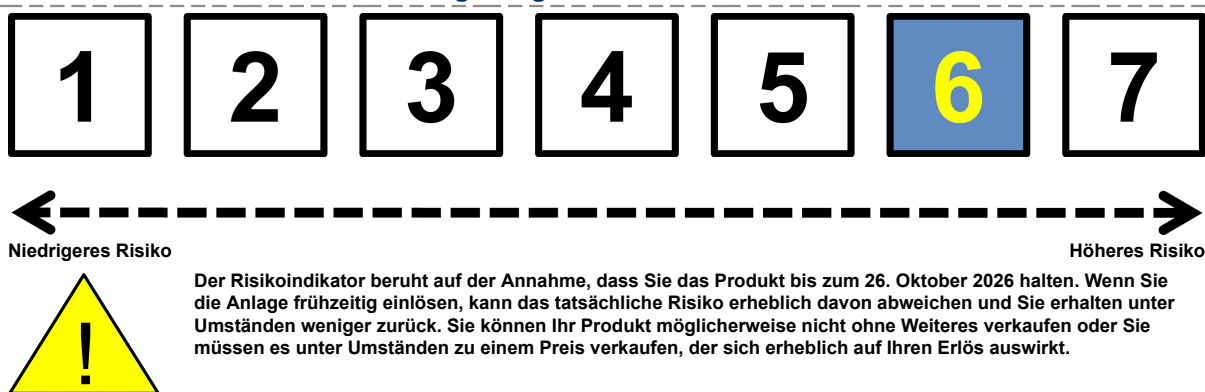 1 2 3 4 5 6 7
Niedrigeres Risiko Höheres Risiko
Der Risikoindikator beruht auf der Annahme, dass Sie das Produkt bis zum 26. Oktober 2026 halten. Wenn Sie
die Anlage frühzeitig einlösen, kann das tatsächliche Risiko erheblich davon abweichen und Sie erhalten unter
Umständen weniger zurück. Sie können Ihr Produkt möglicherweise nicht ohne Weiteres verkaufen oder Sie
müssen es unter Umständen zu einem Preis verkaufen, der sich erheblich auf Ihren Erlös auswirkt.
!